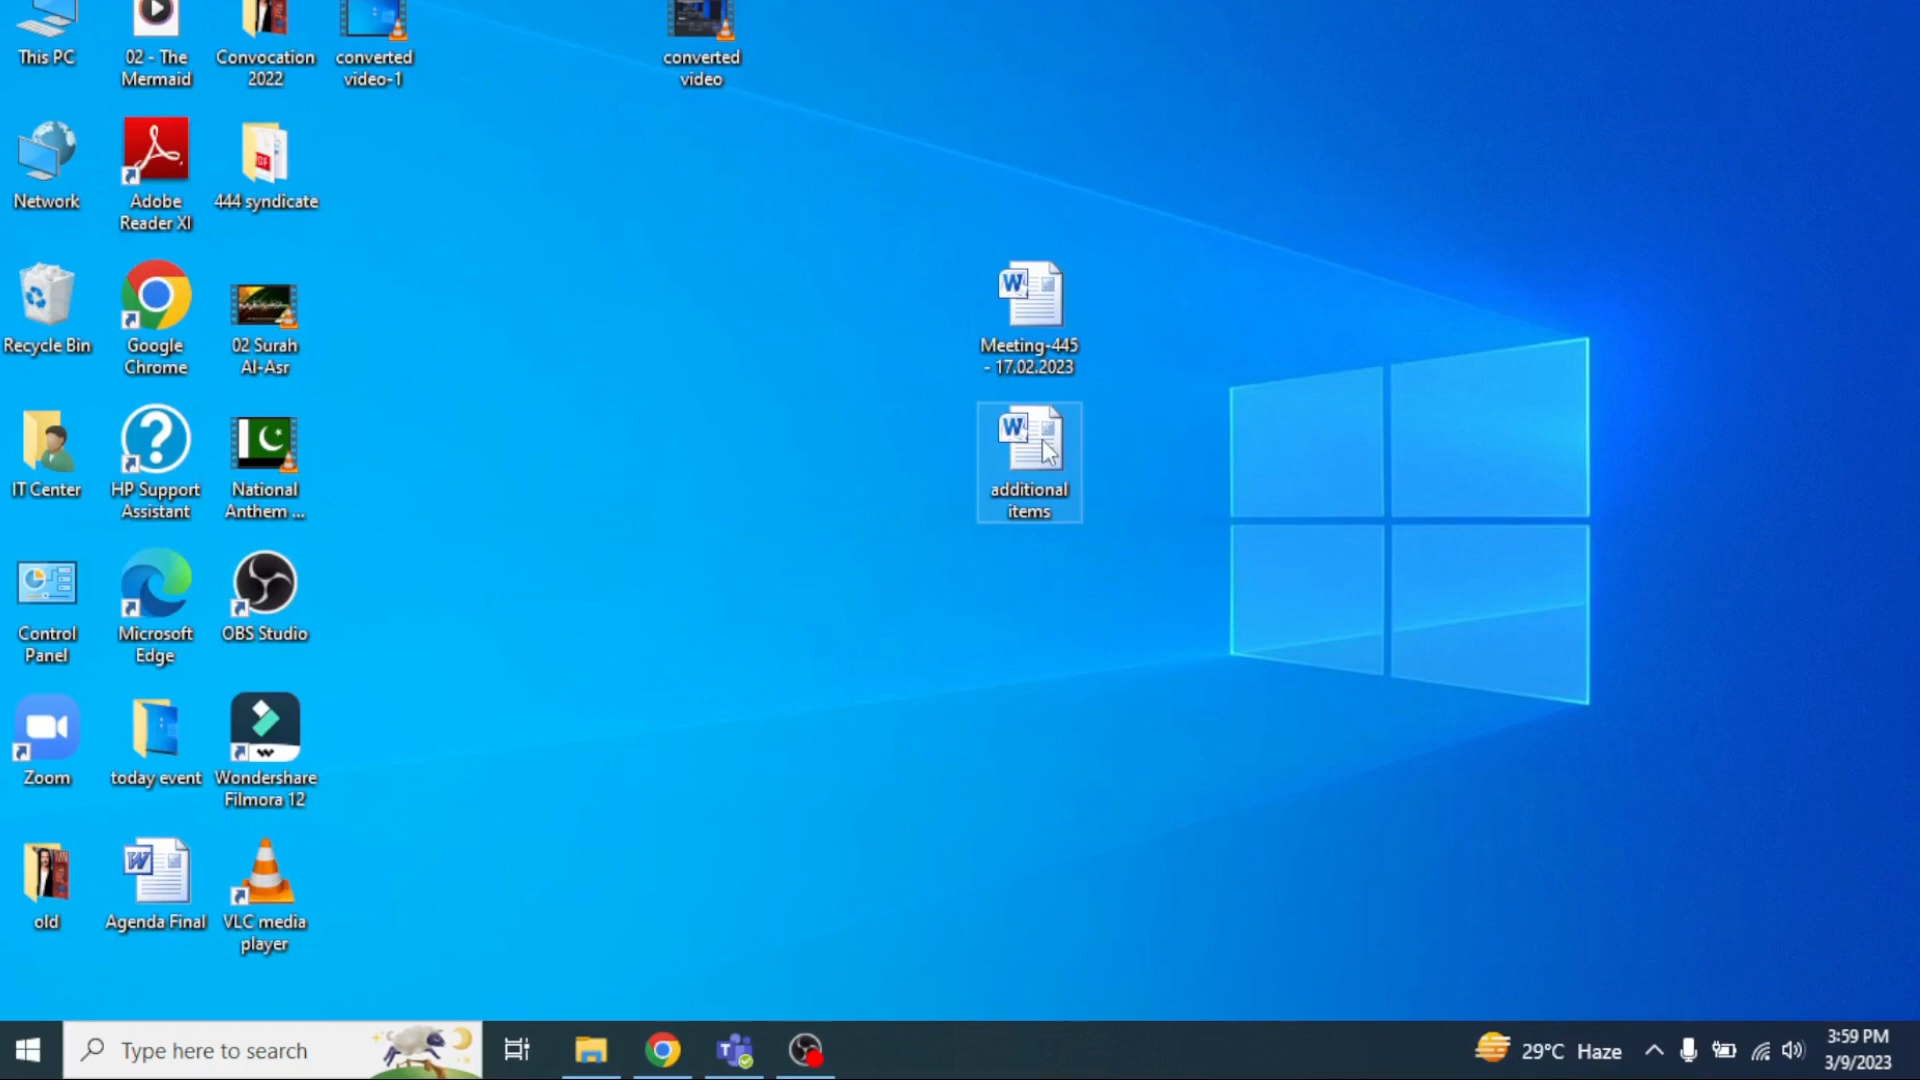 This PC
02 - The
Mermaid
Convocation
2022
converted
video-1
converted
video
Network
Adobe
Reader XI
444 syndicate
Recycle Bin
Google
Chrome
02 Surah
Al-Asr
Meeting-445
- 17.02.2023
IT Center
HP Support
Assistant
National
Anthem ...
additional
items
Control
Panel
Microsoft
Edge
OBS Studio
Zoom
today event
Wondershare
Filmora 12
old
Agenda Final
VLC media
player
Type here to search
29°C Haze
3:59 PM
3/9/2023